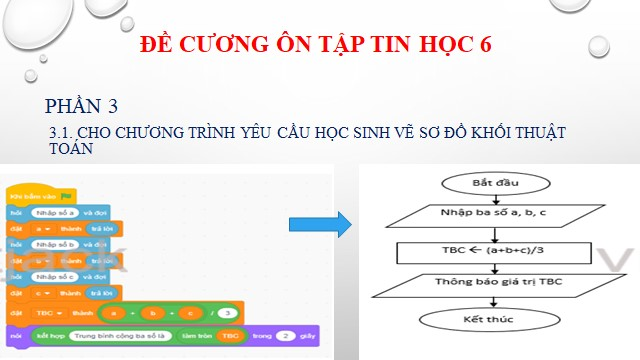 ĐỀ CƯƠNG ÔN TẬP TIN HỌC 6
PHẦN 3
3.1. CHO CHƯƠNG TRÌNH YÊU CẦU HỌC SINH VẼ SƠ ĐỒ KHỐI THUẬT
TOÁN
Khi bấm vào
hỏi Nhập số a và đợi
đặt a thành trả lời
hỏi Nhập số b và đợi
đặt b thành trả lời
hỏi Nhập số c và đợi
đặt c thành trả lời
đặt TBC thành a + b + c / 3
nói kết hợp Trung bình cộng ba số là làm tròn TBC trong 2 giây
Bắt đầu
Nhập ba số a, b, c
TBC ← (a+b+c)/3
Thông báo giá trị TBC
Kết thúc
jack
v